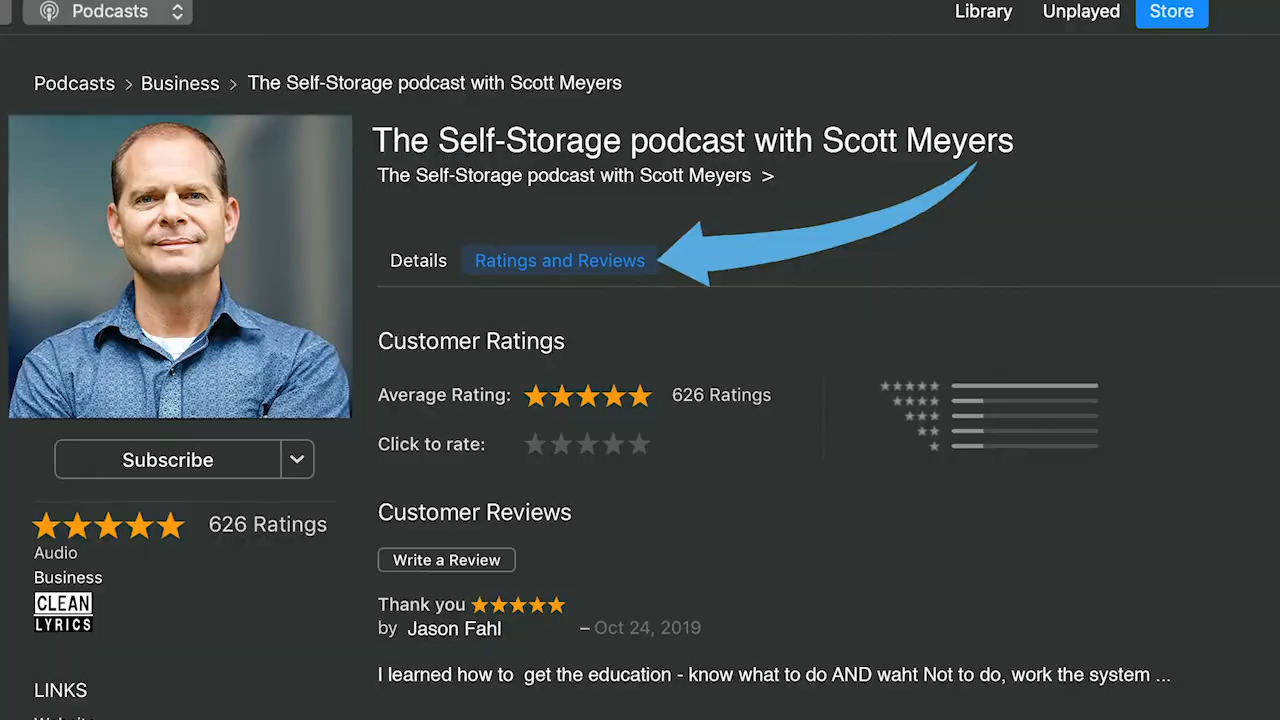 Podcasts
Library Unplayed Store
Podcasts > Business > The Self-Storage podcast with Scott Meyers
The Self-Storage podcast with Scott Meyers
The Self-Storage podcast with Scott Meyers >
Details Ratings and Reviews
Customer Ratings
Average Rating: 626 Ratings
Click to rate:
Subscribe
626 Ratings
Audio
Business
CLEAN
LYRICS
LINKS
Customer Reviews
Write a Review
Thank you
by Jason Fahl – Oct 24, 2019
I learned how to get the education - know what to do AND waht Not to do, work the system ...